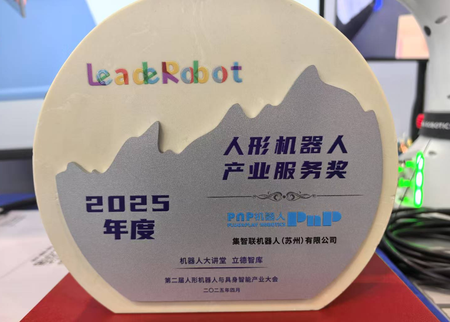 LeadeRobot
人形机器人
产业服务奖
2025
年度
PNP机器人 PnP
集智联机器人(苏州)有限公司
机器人大讲堂 立德智库
第二届人形机器人与具身智能产业大会
二〇二五年四月